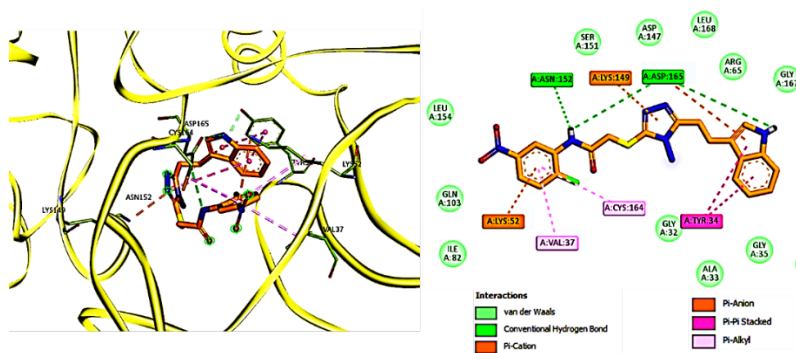 ASP165
LYS52
LYS149
ASN152
VAL37
SER
A:151
ASP
A:147
LEU
A:168
A:ASN:152
A:LYS:149
A:ASP:165
ARG
A:65
GLY
A:167
LEU
A:154
GLN
A:103
A:CYS:164
A:LYS:52
A:VAL:37
A:TYR:34
GLY
A:32
ILE
A:82
GLY
A:35
ALA
A:33
Interactions
van der Waals
Conventional Hydrogen Bond
Pi-Cation
Pi-Anion
Pi-Pi Stacked
Pi-Alkyl